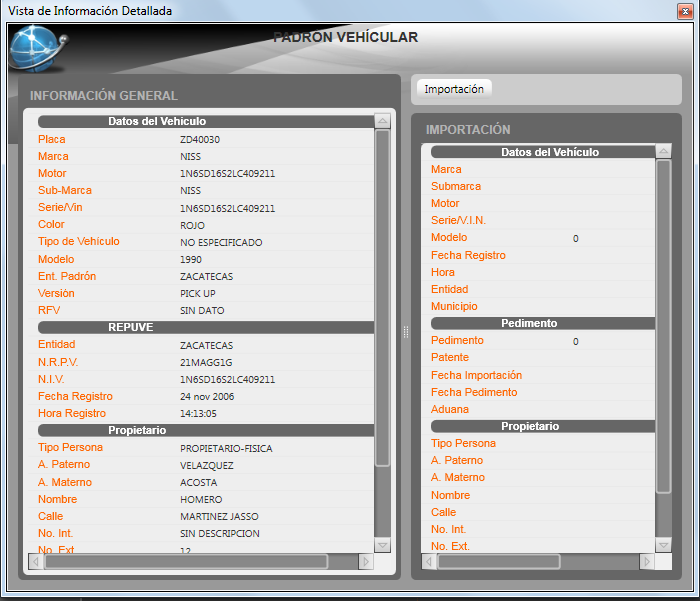 Vista de Información Detallada
PADRON VEHÍCULAR
INFORMACIÓN GENERAL
Datos del Vehículo
Placa ZD40030
Marca NISS
Motor 1N6SD16S2LC409211
Sub-Marca NISS
Serie/Vin 1N6SD16S2LC409211
Color ROJO
Tipo de Vehículo NO ESPECIFICADO
Modelo 1990
Ent. Padrón ZACATECAS
Versión PICK UP
RFV SIN DATO
REPUVE
Entidad ZACATECAS
N.R.P.V. 21MAGG1G
N.I.V. 1N6SD16S2LC409211
Fecha Registro 24 nov 2006
Hora Registro 14:13:05
Propietario
Tipo Persona PROPIETARIO-FISICA
A. Paterno VELAZQUEZ
A. Materno ACOSTA
Nombre HOMERO
Calle MARTINEZ JASSO
No. Int. SIN DESCRIPCION
No. Ext. 12
Importación
IMPORTACIÓN
Datos del Vehículo
Marca
Submarca
Motor
Serie/V.I.N.
Modelo 0
Fecha Registro
Hora
Entidad
Municipio
Pedimento
Pedimento 0
Patente
Fecha Importación
Fecha Pedimento
Aduana
Propietario
Tipo Persona
A. Paterno
A. Materno
Nombre
Calle
No. Int.
No. Ext.